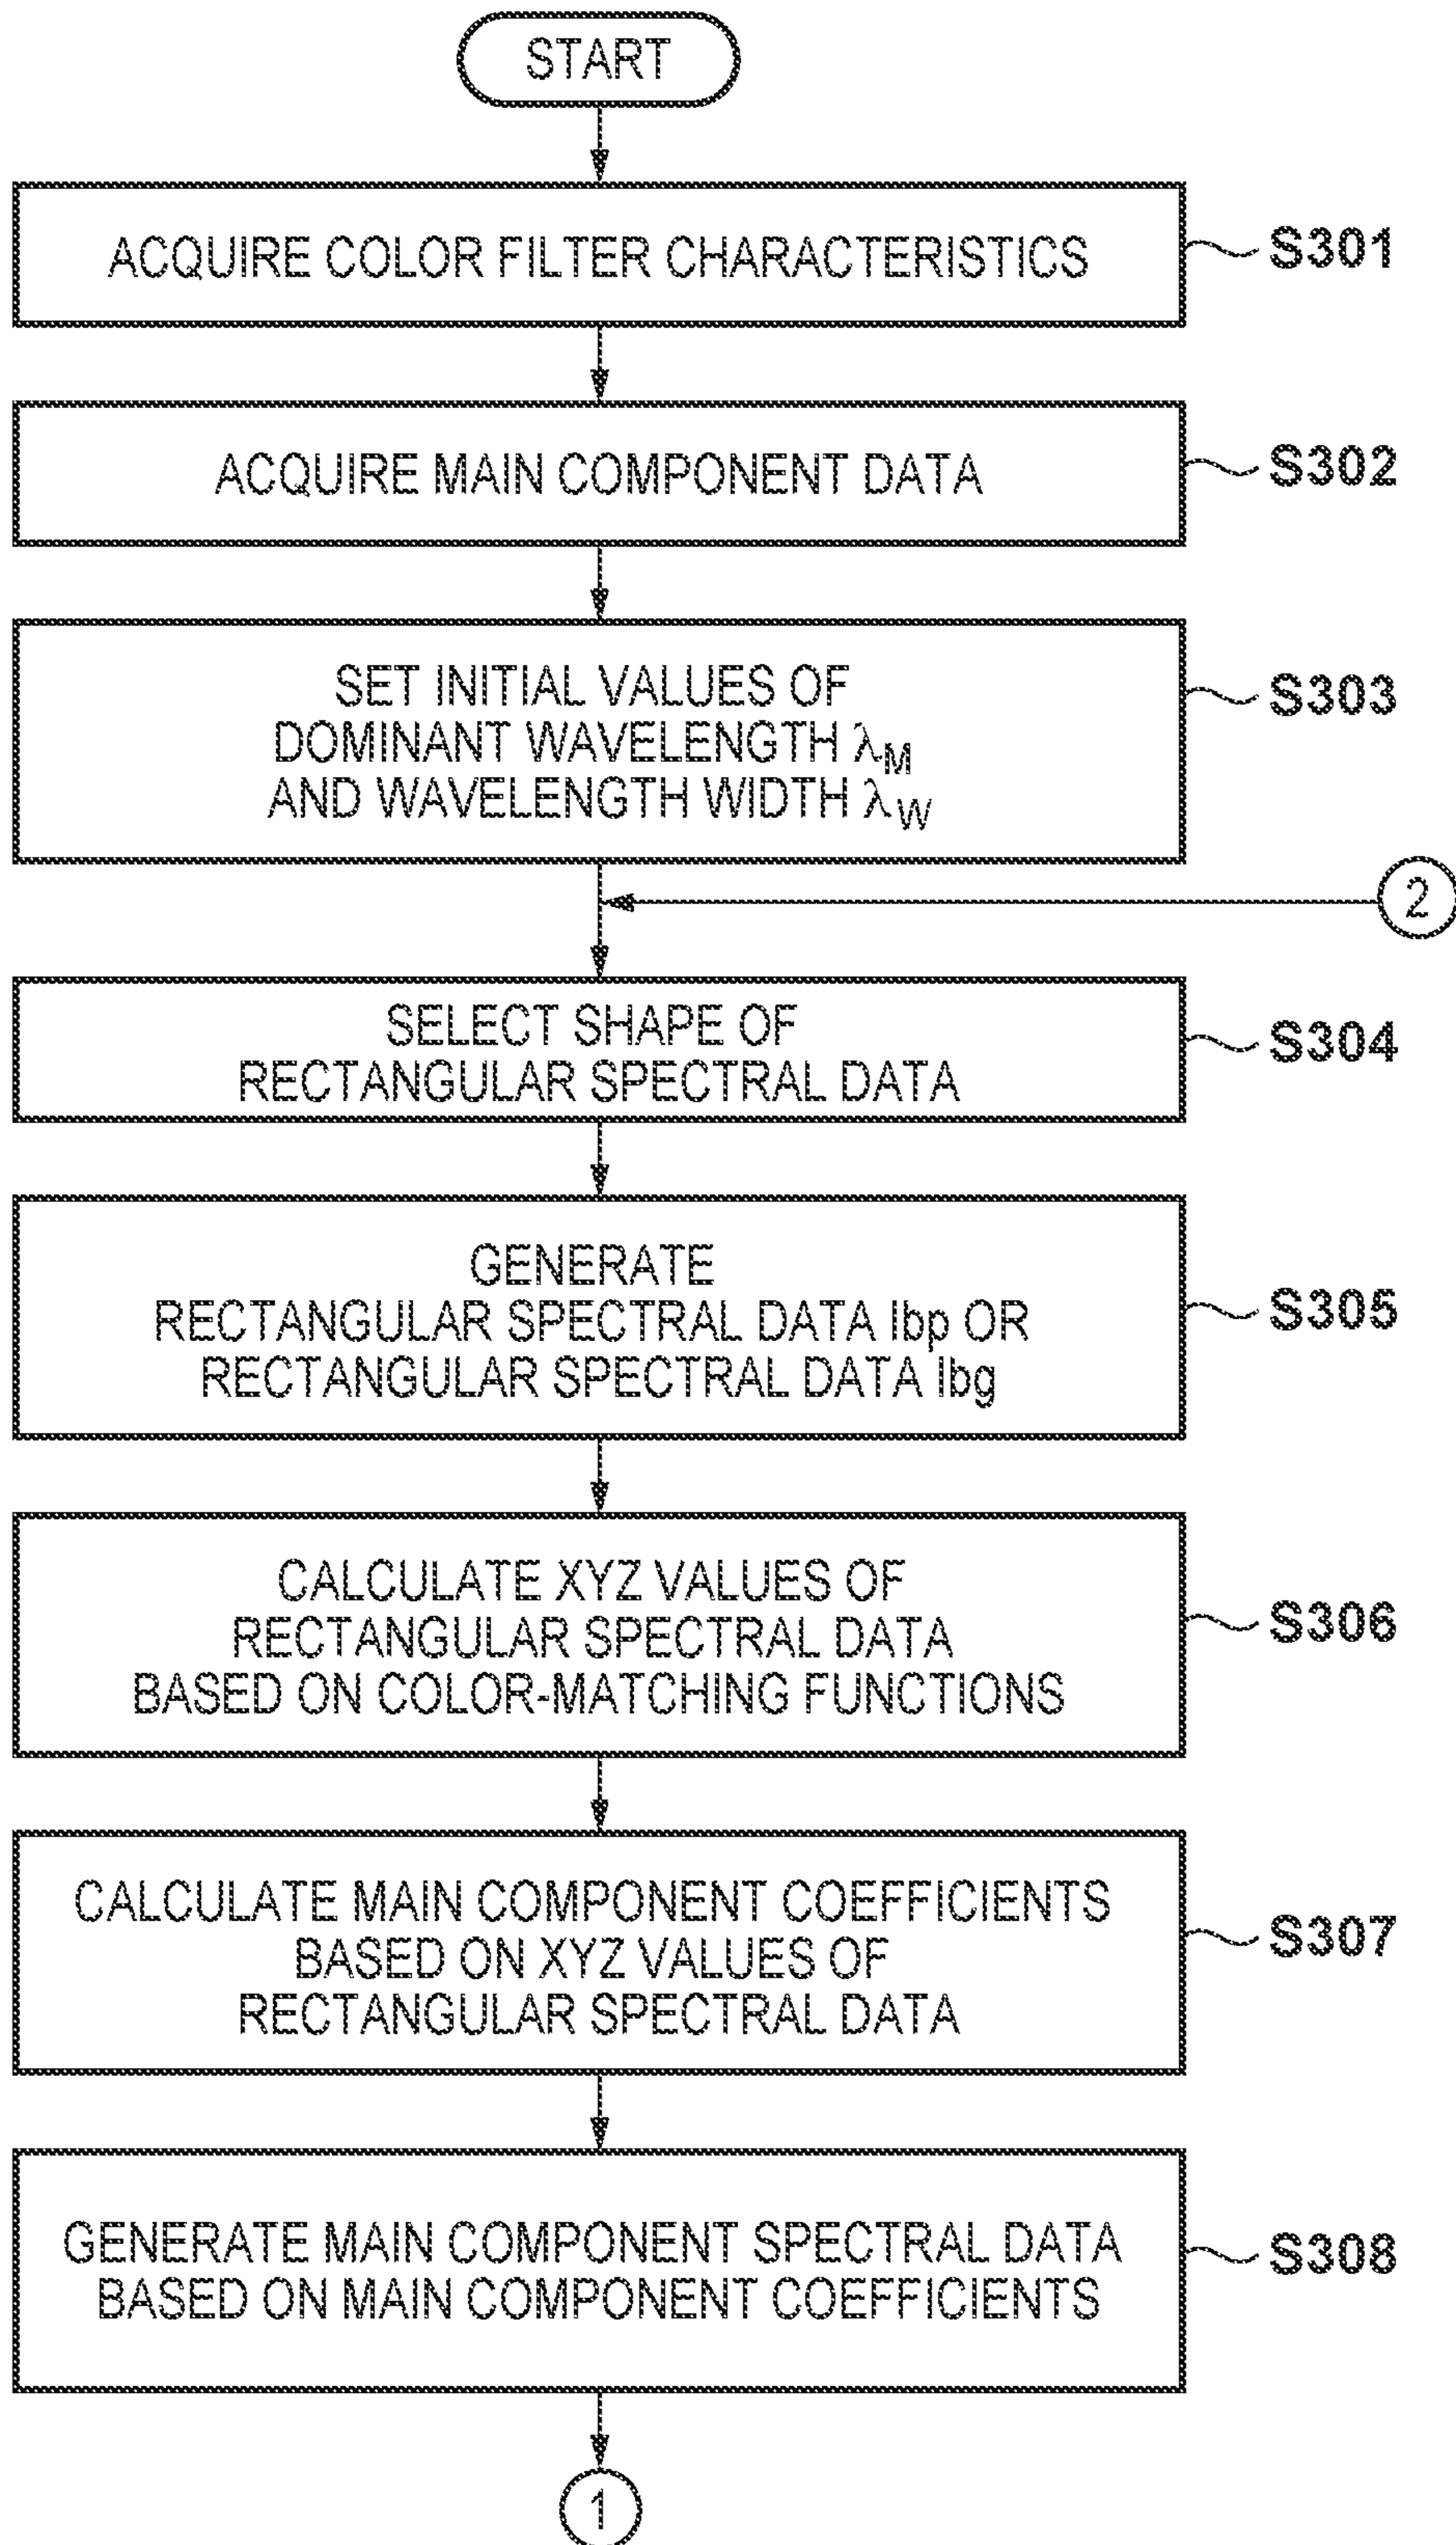 START
ACQUIRE COLOR FILTER CHARACTERISTICS
S301
ACQUIRE MAIN COMPONENT DATA
S302
SET INITIAL VALUES OF
DOMINANT WAVELENGTH λM
AND WAVELENGTH WIDTH λW
S303
2
SELECT SHAPE OF
RECTANGULAR SPECTRAL DATA
S304
GENERATE
RECTANGULAR SPECTRAL DATA Ibp OR
RECTANGULAR SPECTRAL DATA Ibg
S305
CALCULATE XYZ VALUES OF
RECTANGULAR SPECTRAL DATA
BASED ON COLOR-MATCHING FUNCTIONS
S306
CALCULATE MAIN COMPONENT COEFFICIENTS
BASED ON XYZ VALUES OF
RECTANGULAR SPECTRAL DATA
S307
GENERATE MAIN COMPONENT SPECTRAL DATA
BASED ON MAIN COMPONENT COEFFICIENTS
S308
1